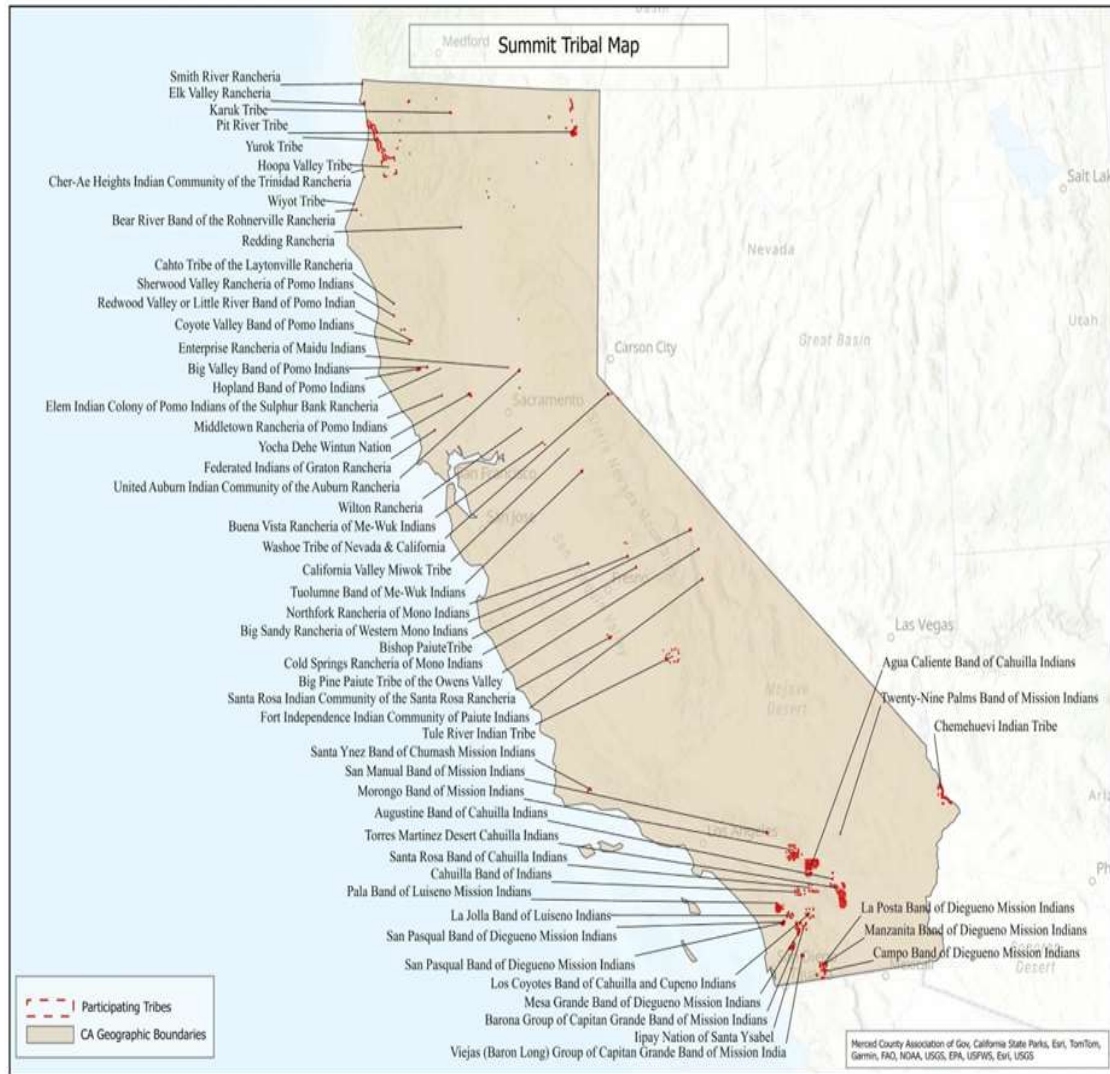 Summit Tribal Map
Medford
Smith River Rancheria
Elk Valley Rancheria
Karuk Tribe
Pit River Tribe
Yurok Tribe
Hoopa Valley Tribe
Cher-Ae Heights Indian Community of the Trinidad Rancheria
Wiyot Tribe
Bear River Band of the Rohnerville Rancheria
Redding Rancheria
Cahto Tribe of the Laytonville Rancheria
Sherwood Valley Rancheria of Pomo Indians
Redwood Valley or Little River Band of Pomo Indian
Coyote Valley Band of Pomo Indians
Enterprise Rancheria of Maidu Indians
Big Valley Band of Pomo Indians
Hopland Band of Pomo Indians
Elem Indian Colony of Pomo Indians of the Sulphur Bank Rancheria
Middletown Rancheria of Pomo Indians
Yocha Dehe Wintun Nation
Federated Indians of Graton Rancheria
United Auburn Indian Community of the Auburn Rancheria
Wilton Rancheria
Buena Vista Rancheria of Me-Wuk Indians
Washoe Tribe of Nevada & California
California Valley Miwok Tribe
Tuolumne Band of Me-Wuk Indians
Northfork Rancheria of Mono Indians
Big Sandy Rancheria of Western Mono Indians
Bishop PaiuteTribe
Cold Springs Rancheria of Mono Indians
Big Pine Paiute Tribe of the Owens Valley
Santa Rosa Indian Community of the Santa Rosa Rancheria
Fort Independence Indian Community of Paiute Indians
Tule River Indian Tribe
Santa Ynez Band of Chumash Mission Indians
San Manual Band of Mission Indians
Morongo Band of Mission Indians
Augustine Band of Cahuilla Indians
Torres Martinez Desert Cahuilla Indians
Santa Rosa Band of Cahuilla Indians
Cahuilla Band of Indians
Pala Band of Luiseno Mission Indians
La Jolla Band of Luiseno Indians
San Pasqual Band of Diegueno Mission Indians
San Pasqual Band of Diegueno Mission Indians
Los Coyotes Band of Cahuilla and Cupeno Indians
Mesa Grande Band of Diegueno Mission Indians
Barona Group of Capitan Grande Band of Mission Indians
Iipay Nation of Santa Ysabel
Viejas (Baron Long) Group of Capitan Grande Band of Mission India
Agua Caliente Band of Cahuilla Indians
Twenty-Nine Palms Band of Mission Indians
Chemehuevi Indian Tribe
La Posta Band of Diegueno Mission Indians
Manzanita Band of Diegueno Mission Indians
Campo Band of Diegueno Mission Indians
Salt Lak
Nevada
Utah
Great Basin
Carson City
Sacramento
San Francisco
San Jose
Fresno
Las Vegas
Mojave
Desert
Los Angeles
Ariz
Ph
Desert
Participating Tribes
CA Geographic Boundaries
Merced County Association of Gov, California State Parks, Esri, TomTom,
Garmin, FAO, NOAA, USGS, EPA, USFWS, Esri, USGS